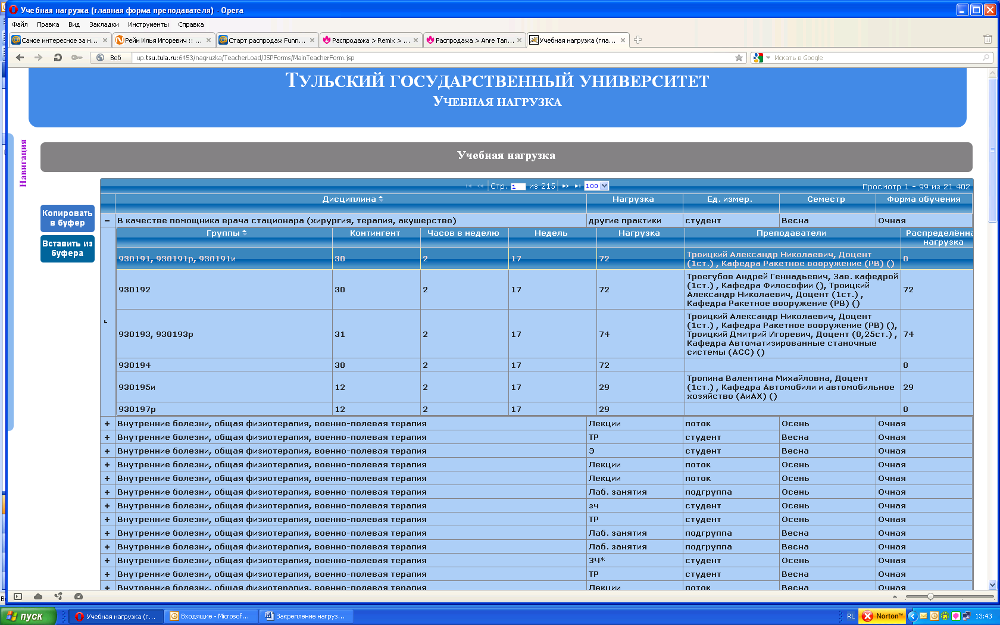 Учебная нагрузка (главная форма преподавателя) - Opera
Файл Правка Вид Закладки Инструменты Справка
Самое интересное за н... Рейм Илья Игоревич :: ... Старт распродаж Funn... Распродажа > Remix > ... Распродажа > Anre Tan... Учебная нагрузка (гла...
Веб up.tsu.tula.ru:6453/nagruzka/TeacherLoad/JSPForms/MainTeacherForm.jsp Искать в Google
Тульский государственный университет
Учебная нагрузка
Навигация
Учебная нагрузка
Копировать
в буфер
Вставить из
буфера
Стр. 1 из 215 100 Просмотр 1 - 99 из 21 402
Дисциплина Нагрузка Ед. измер. Семестр Форма обучения
− В качестве помощника врача стационара (хирургия, терапия, акушерство) другие практики студент Весна Очная
Группы Контингент Часов в неделю Недель Нагрузка Преподаватели Распределённа
нагрузка
930191, 930191р, 930191и 30 2 17 72 Троицкий Александр Николаевич, Доцент
(1ст.) , Кафедра Ракетное вооружение (РВ) () 0
930192 30 2 17 72 Троегубов Андрей Геннадьевич, Зав. кафедрой
(1ст.) , Кафедра Философии (), Троицкий
Александр Николаевич, Доцент (1ст.) ,
Кафедра Ракетное вооружение (РВ) () 72
930193, 930193р 31 2 17 74 Троицкий Александр Николаевич, Доцент
(1ст.) , Кафедра Ракетное вооружение (РВ) (),
Троицкий Дмитрий Игоревич, Доцент (0,25ст.) ,
Кафедра Автоматизированные станочные
системы (АСС) () 74
930194 30 2 17 72 0
930195и 12 2 17 29 Тропина Валентина Михайловна, Доцент
(1ст.) , Кафедра Автомобили и автомобильное
хозяйство (АиАХ) () 29
930197р 12 2 17 29 0
+ Внутренние болезни, общая физиотерапия, военно-полевая терапия Лекции поток Осень Очная
+ Внутренние болезни, общая физиотерапия, военно-полевая терапия ТР студент Весна Очная
+ Внутренние болезни, общая физиотерапия, военно-полевая терапия Э студент Весна Очная
+ Внутренние болезни, общая физиотерапия, военно-полевая терапия Лекции поток Осень Очная
+ Внутренние болезни, общая физиотерапия, военно-полевая терапия Лекции поток Осень Очная
+ Внутренние болезни, общая физиотерапия, военно-полевая терапия Лаб. занятия подгруппа Осень Очная
+ Внутренние болезни, общая физиотерапия, военно-полевая терапия зч студент Осень Очная
+ Внутренние болезни, общая физиотерапия, военно-полевая терапия ТР студент Осень Очная
+ Внутренние болезни, общая физиотерапия, военно-полевая терапия Лаб. занятия подгруппа Весна Очная
+ Внутренние болезни, общая физиотерапия, военно-полевая терапия Лаб. занятия подгруппа Весна Очная
+ Внутренние болезни, общая физиотерапия, военно-полевая терапия ЗЧ* студент Осень Очная
+ Внутренние болезни, общая физиотерапия, военно-полевая терапия ТР студент Весна Очная
+ Внутренние болезни, общая физиотерапия, военно-полевая терапия Лекции поток Весна Очная
пуск Учебная нагрузка (г... Входящие - Microsof... Закрепление нагруз... RL Norton™ 13:43